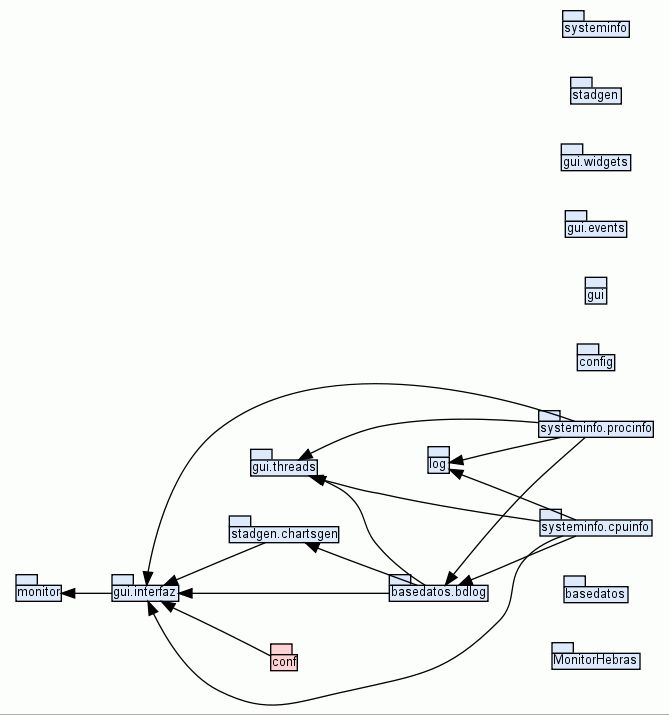 systeminfo
stadgen
gui.widgets
gui.events
gui
config
systeminfo.procinfo
gui.threads
log
systeminfo.cpuinfo
stadgen.chartsgen
monitor
gui.interfaz
basedatos.bdlog
basedatos
conf
MonitorHebras